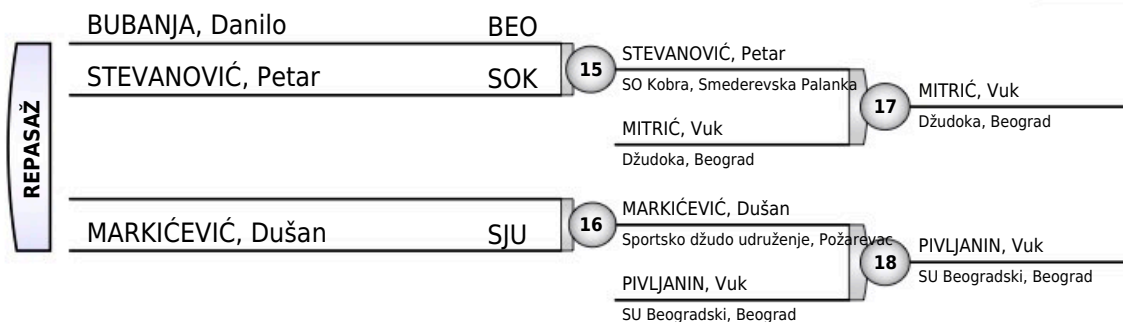 REPASAŽ
BUBANJA, Danilo BEO
STEVANOVIĆ, Petar SOK
15
STEVANOVIĆ, Petar
SO Kobra, Smederevska Palanka
MITRIĆ, Vuk
Džudoka, Beograd
17
MITRIĆ, Vuk
Džudoka, Beograd
MARKIĆEVIĆ, Dušan SJU
16
MARKIĆEVIĆ, Dušan
Sportsko džudo udruženje, Požarevac
PIVLJANIN, Vuk
SU Beogradski, Beograd
18
PIVLJANIN, Vuk
SU Beogradski, Beograd